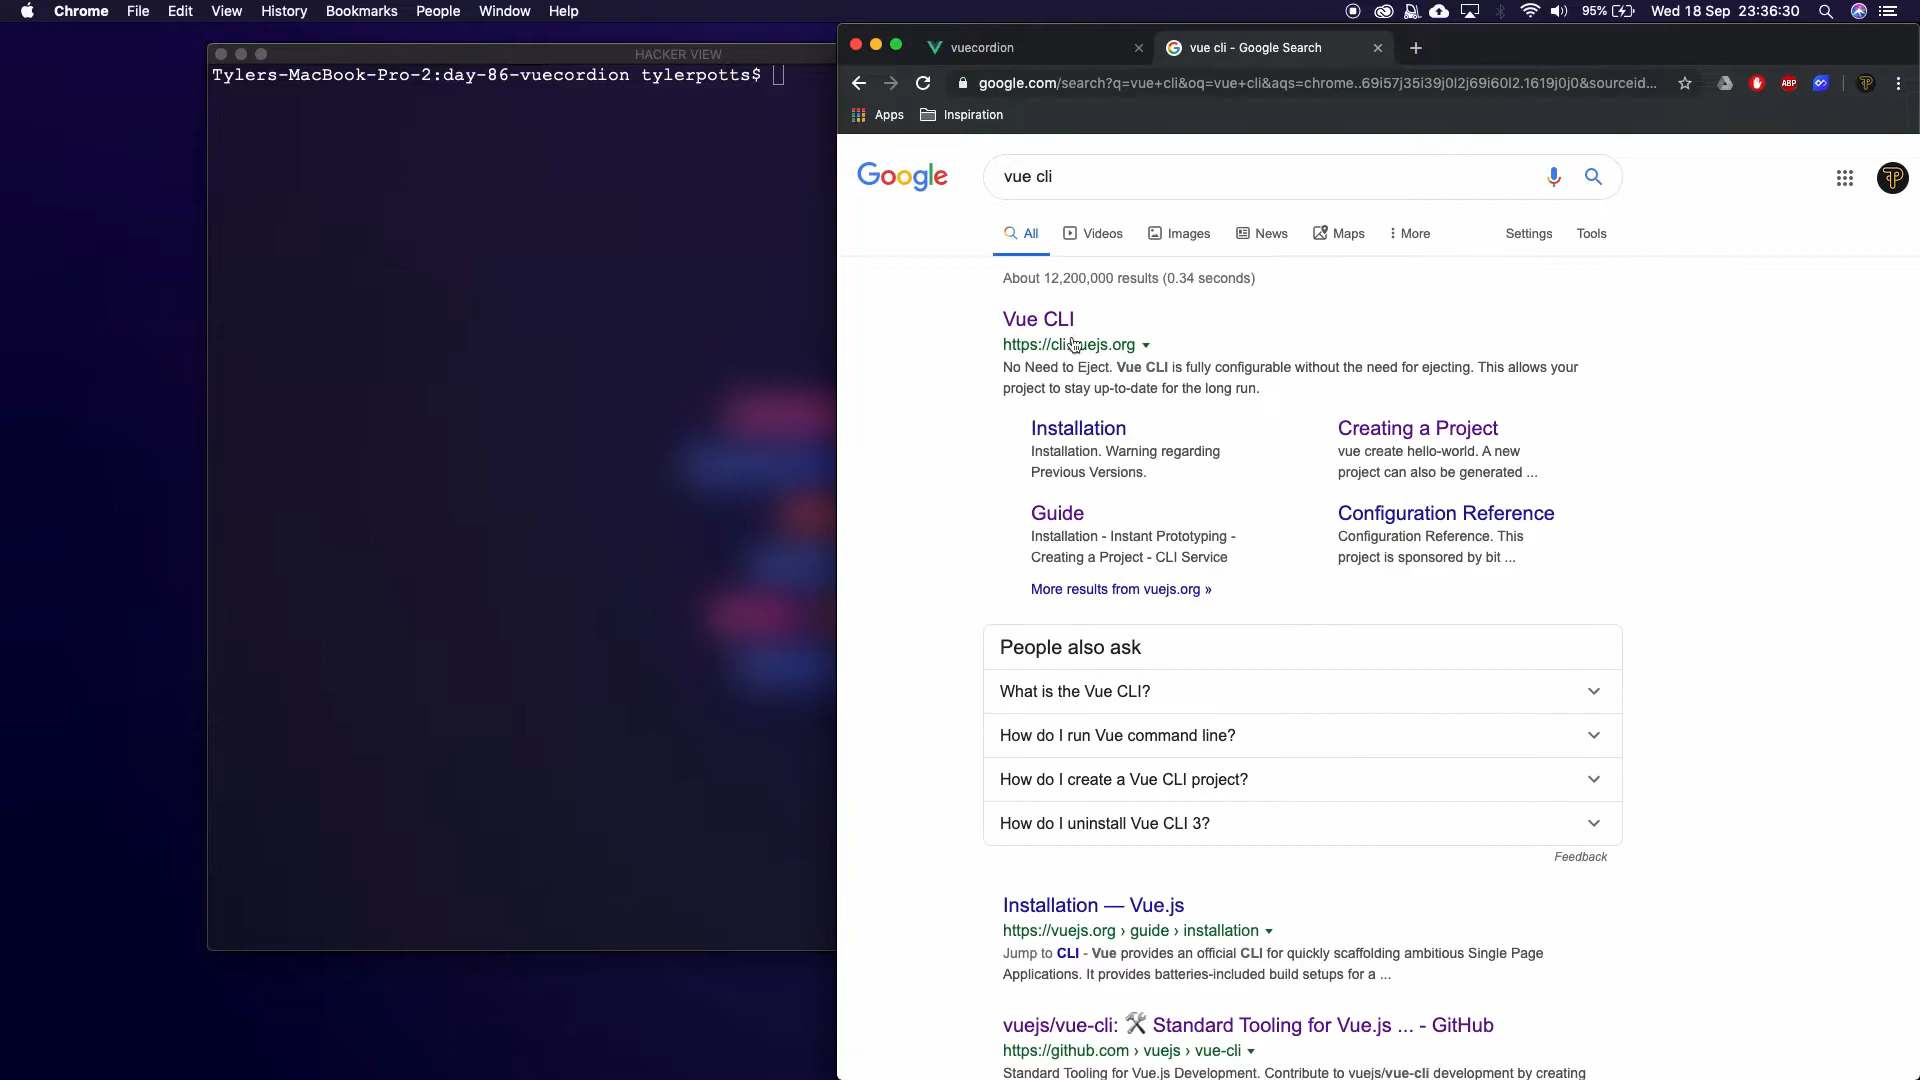 Chrome File Edit View History Bookmarks People Window Help 95% Wed 18 Sep 23:36:30
HACKER VIEW
Tylers-MacBook-Pro-2:day-86-vuecordion tylerpotts$
vuecordion
vue cli - Google Search
google.com/search?q=vue+cli&oq=vue+cli&aqs=chrome..69i57j35i39j0l2j69i60l2.1619j0j0&sourceid...
ABP
Apps Inspiration
Google
vue cli
All Videos Images News Maps More Settings Tools
About 12,200,000 results (0.34 seconds)
Vue CLI
https://cli.vuejs.org
No Need to Eject. Vue CLI is fully configurable without the need for ejecting. This allows your
project to stay up-to-date for the long run.
Installation
Installation. Warning regarding
Previous Versions.
Creating a Project
vue create hello-world. A new
project can also be generated ...
Guide
Installation - Instant Prototyping -
Creating a Project - CLI Service
Configuration Reference
Configuration Reference. This
project is sponsored by bit ...
More results from vuejs.org »
People also ask
What is the Vue CLI?
How do I run Vue command line?
How do I create a Vue CLI project?
How do I uninstall Vue CLI 3?
Feedback
Installation — Vue.js
https://vuejs.org › guide › installation
Jump to CLI - Vue provides an official CLI for quickly scaffolding ambitious Single Page
Applications. It provides batteries-included build setups for a ...
vuejs/vue-cli: 🛠️ Standard Tooling for Vue.js ... - GitHub
https://github.com › vuejs › vue-cli
Standard Tooling for Vue.js Development. Contribute to vuejs/vue-cli development by creating